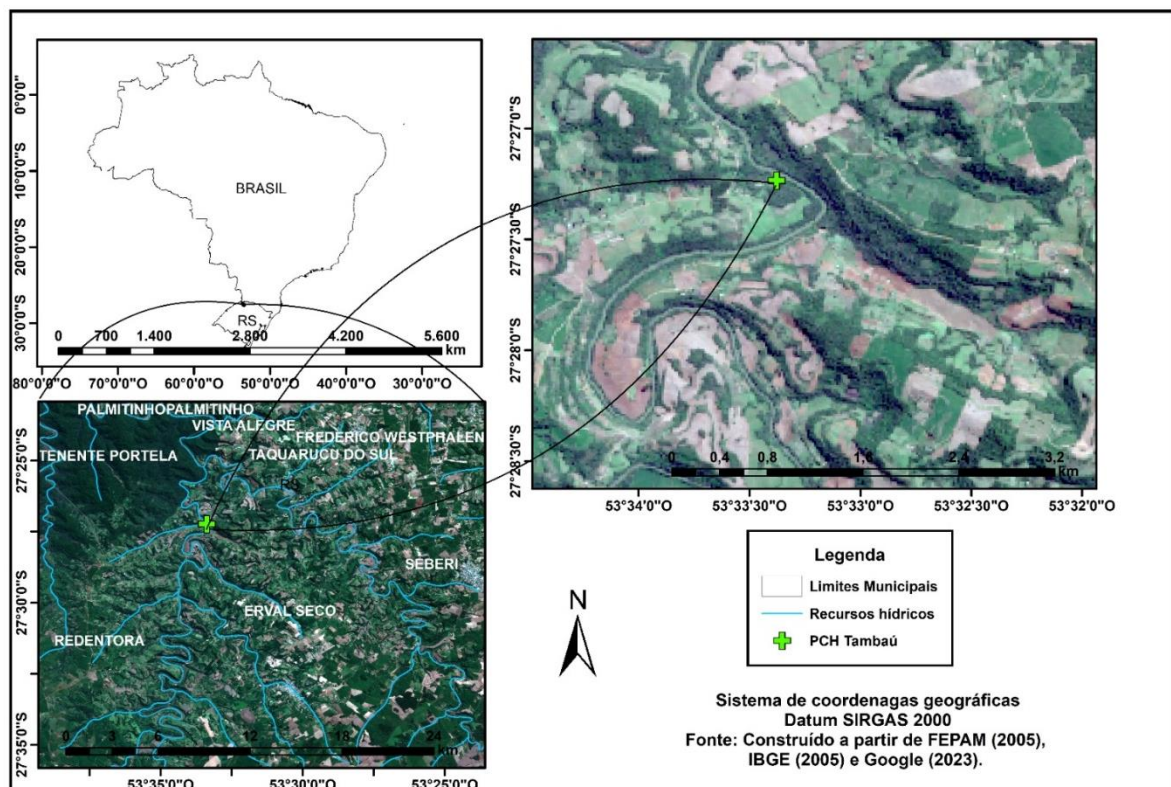 0°0'0"
10°0'0"S
20°0'0"S
30°0'0"S
BRASIL
RS
0 700 1.400 2.800 4.200 5.600
km
80°0'0"O 70°0'0"O 60°0'0"O 50°0'0"O 40°0'0"O 30°0'0"O
27°27'0"S
27°27'30"S
27°28'0"S
27°28'30"S
0 0,4 0,8 1,6 2,4 3,2
Km
53°34'0"O 53°33'30"O 53°33'0"O 53°32'30"O 53°32'0"O
PALMITINHOPALMITINHO
VISTA ALEGRE
FREDERICO WESTPHALEN
TENENTE PORTELA
TAQUARUCU DO SUL
RS
SEBERI
ERVAL SECO
REDENTORA
27°25'0"S
27°30'0"S
27°35'0"S
0 3 6 12 18 24
Km
53°35'0"O 53°30'0"O 53°25'0"O
N
Legenda
Limites Municipais
Recursos hídricos
PCH Tambaú
Sistema de coordenagas geográficas
Datum SIRGAS 2000
Fonte: Construído a partir de FEPAM (2005),
IBGE (2005) e Google (2023).